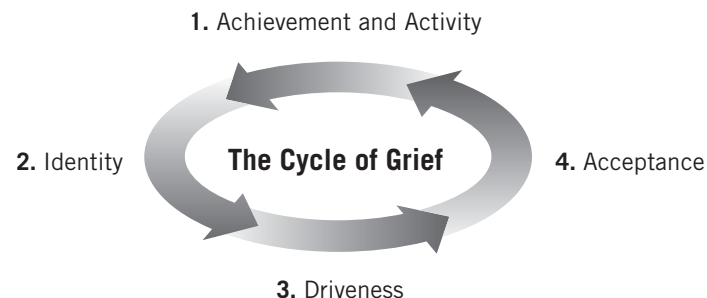 1. Achievement and Activity
2. Identity
The Cycle of Grief
4. Acceptance
3. Driveness